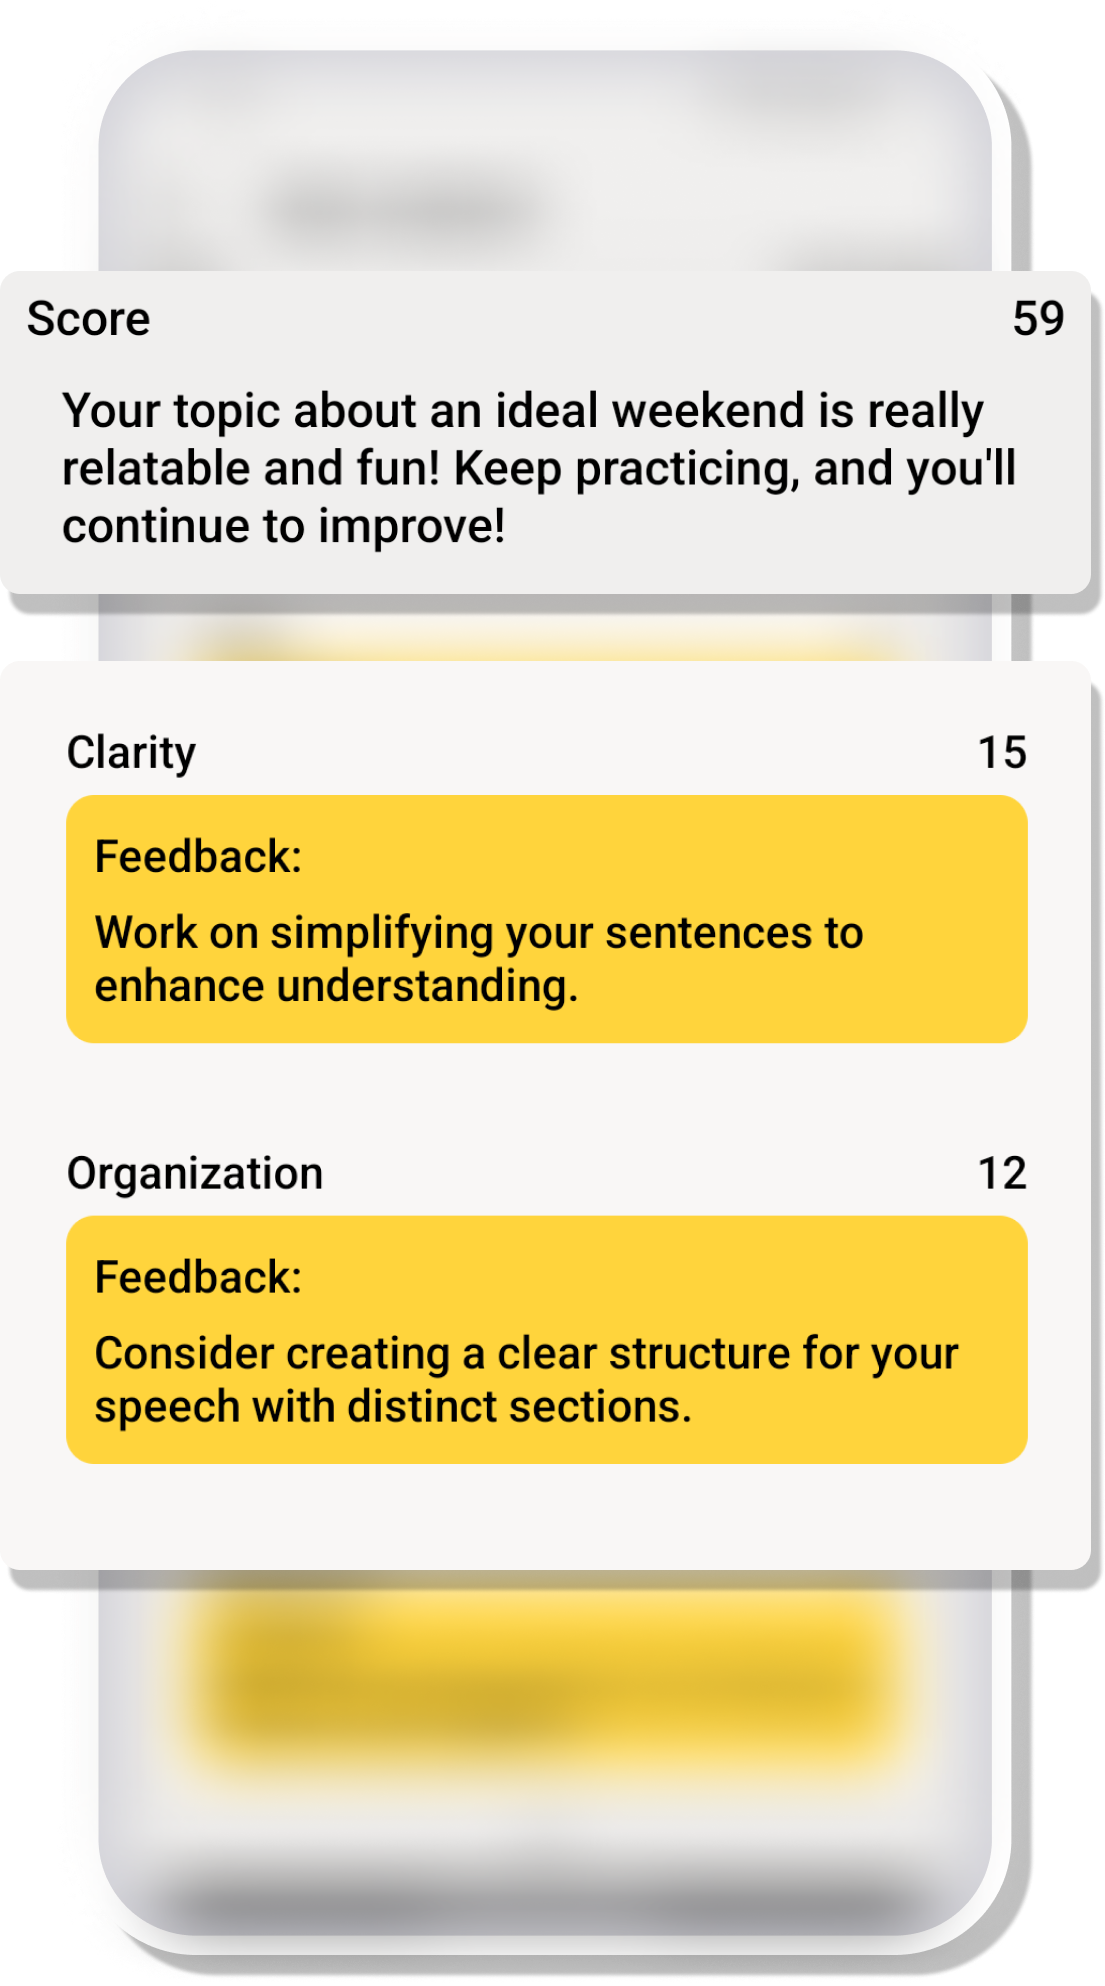 Score 59
Your topic about an ideal weekend is really
relatable and fun! Keep practicing, and you'll
continue to improve!
Clarity 15
Feedback:
Work on simplifying your sentences to
enhance understanding.
Organization 12
Feedback:
Consider creating a clear structure for your
speech with distinct sections.